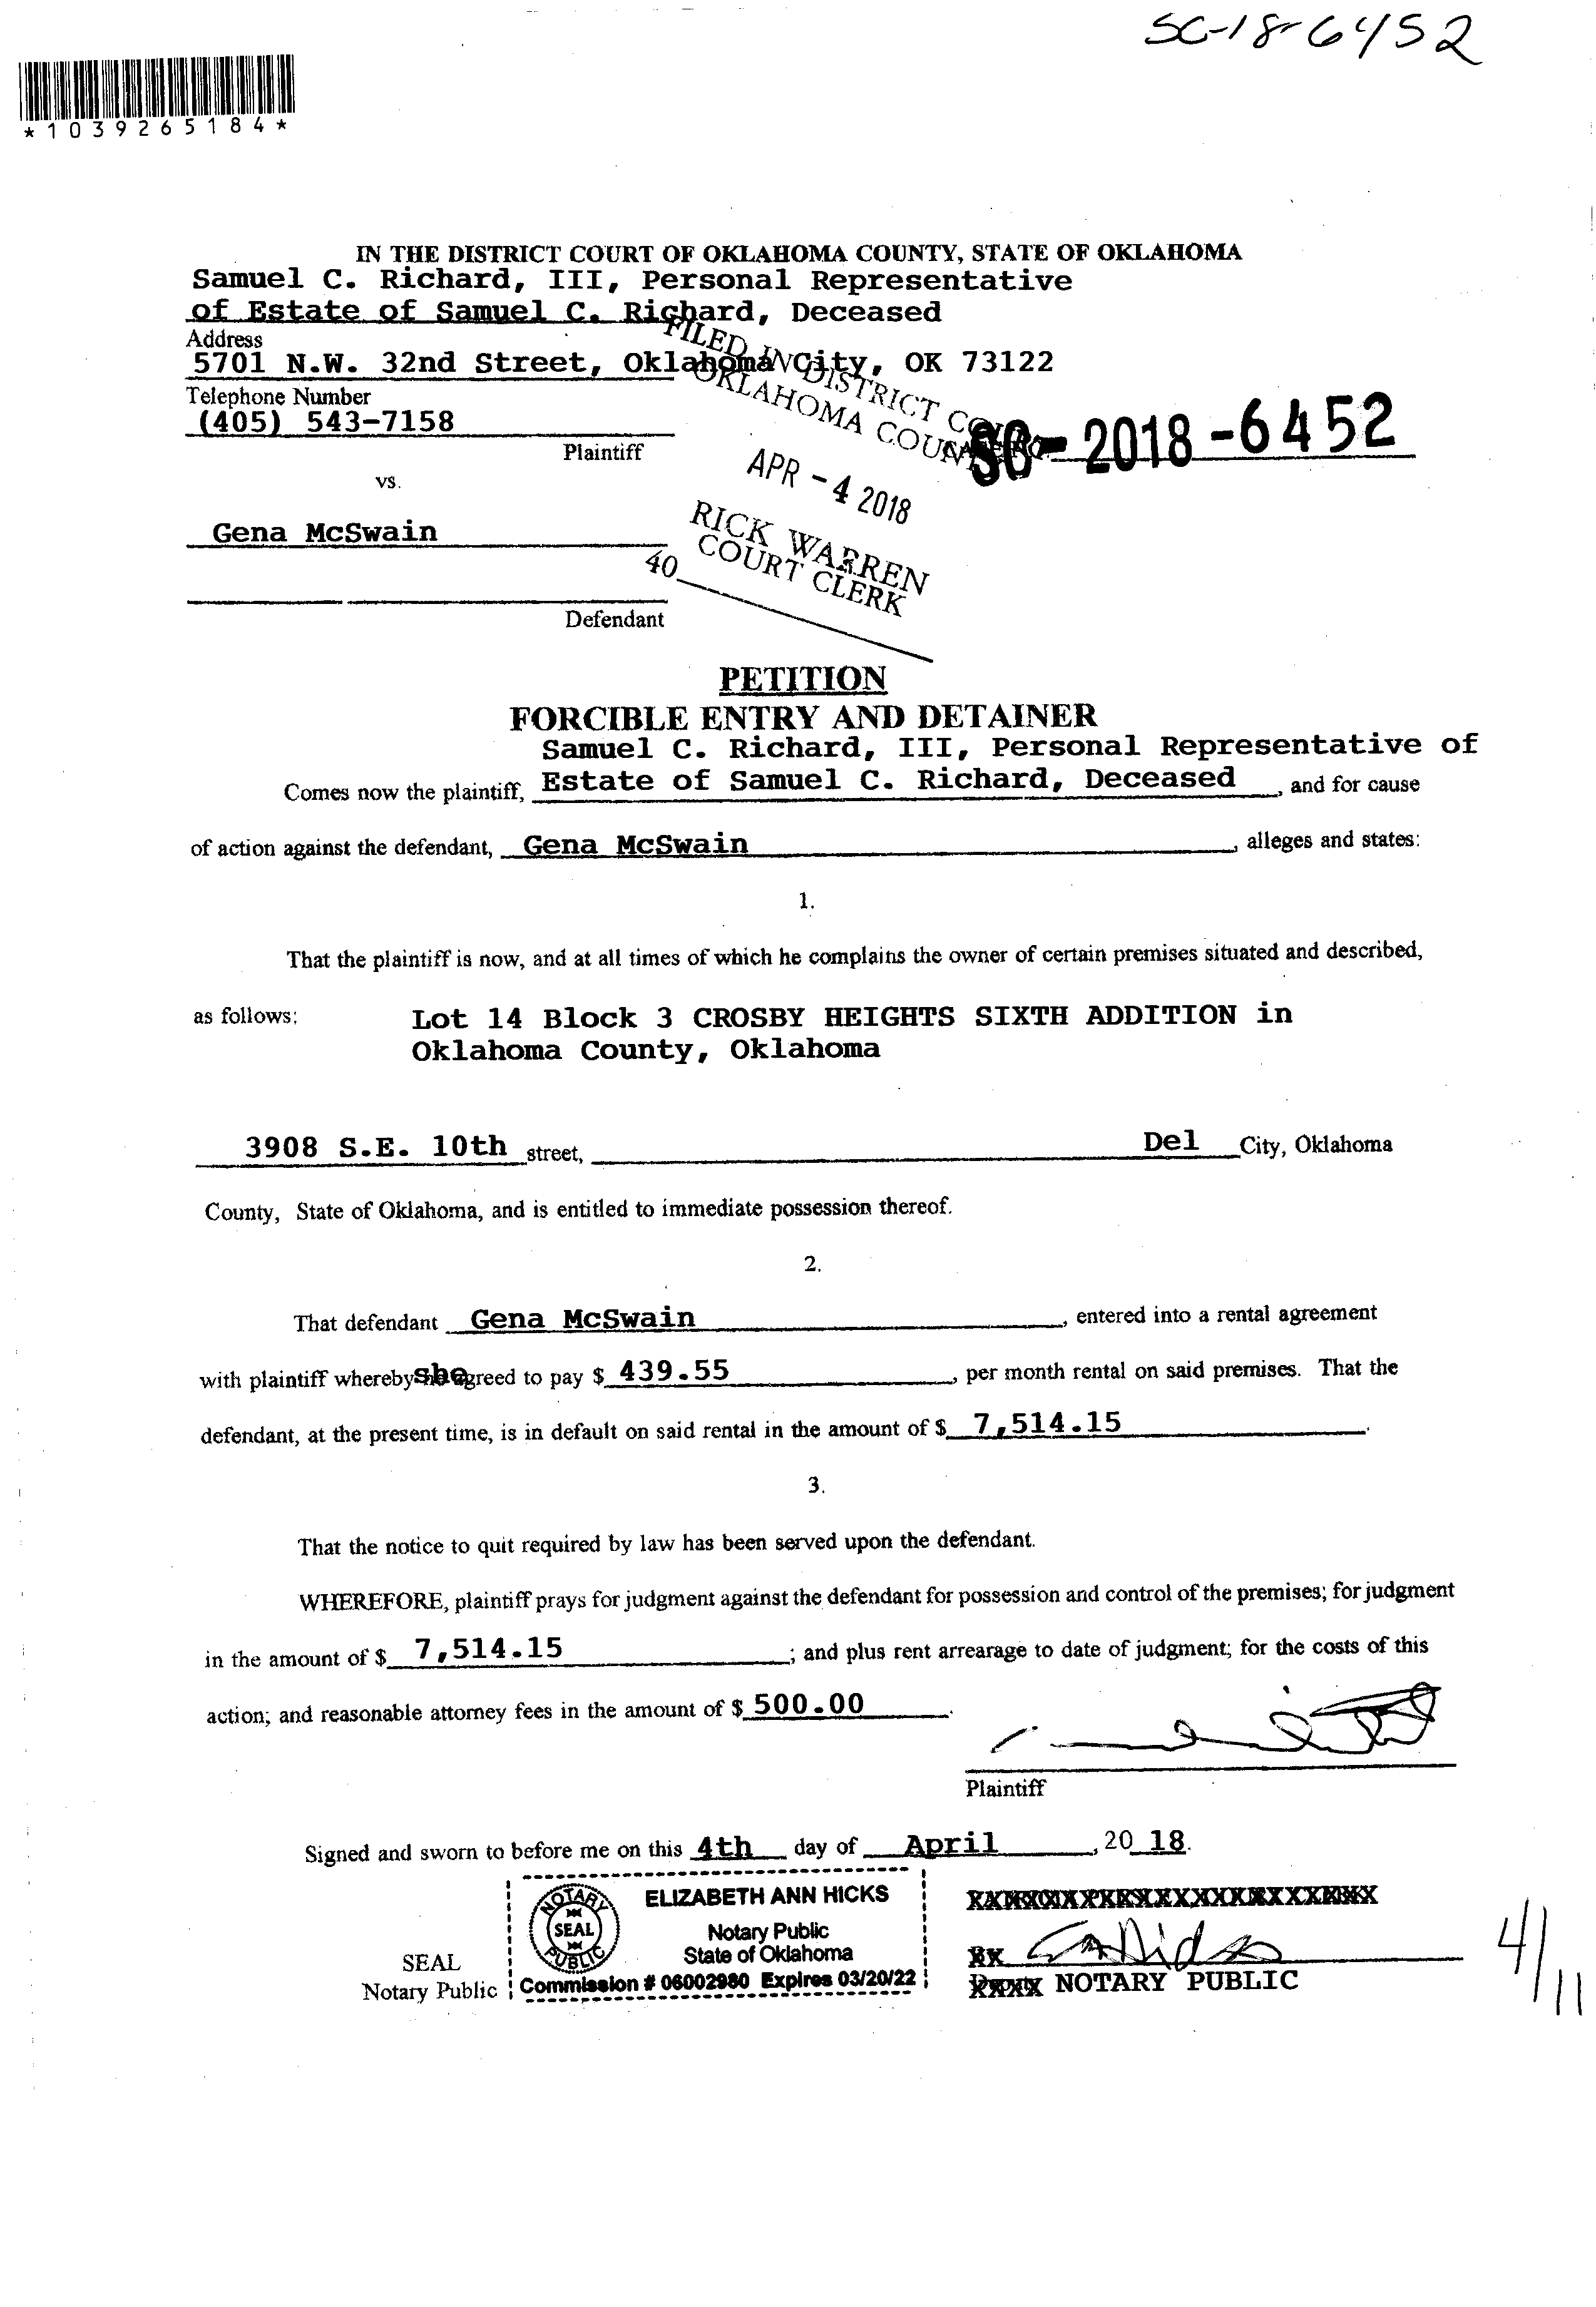 SC-18-6452
*1039265184*
IN THE DISTRICT COURT OF OKLAHOMA COUNTY, STATE OF OKLAHOMA
Samuel C. Richard, III, Personal Representative
of Estate of Samuel C. Richard, Deceased
Address
5701 N.W. 32nd Street, Oklahoma City, OK 73122
Telephone Number
(405) 543-7158
Plaintiff
FILED IN DISTRICT COURT
OKLAHOMA COUNTY
SC-2018-6452
APR - 4 2018
RICK WARREN
COURT CLERK
40
vs.
Gena McSwain
Defendant
PETITION
FORCIBLE ENTRY AND DETAINER
Samuel C. Richard, III, Personal Representative of
Comes now the plaintiff, Estate of Samuel C. Richard, Deceased, and for cause
of action against the defendant, Gena McSwain, alleges and states:
1.
That the plaintiff is now, and at all times of which he complains the owner of certain premises situated and described,
as follows: Lot 14 Block 3 CROSBY HEIGHTS SIXTH ADDITION in
Oklahoma County, Oklahoma
3908 S.E. 10th street, Del City, Oklahoma
County, State of Oklahoma, and is entitled to immediate possession thereof.
2.
That defendant Gena McSwain, entered into a rental agreement
with plaintiff whereby she agreed to pay $ 439.55, per month rental on said premises. That the
defendant, at the present time, is in default on said rental in the amount of $ 7,514.15.
3.
That the notice to quit required by law has been served upon the defendant.
WHEREFORE, plaintiff prays for judgment against the defendant for possession and control of the premises; for judgment
in the amount of $ 7,514.15; and plus rent arrearage to date of judgment; for the costs of this
action; and reasonable attorney fees in the amount of $ 500.00.
Plaintiff
Signed and sworn to before me on this 4th day of April, 20 18.
NOTARY
SEAL
PUBLIC
ELIZABETH ANN HICKS
Notary Public
State of Oklahoma
Commission # 06002980 Expires 03/20/22
SEAL
Notary Public
NOTARY PUBLIC
4/11